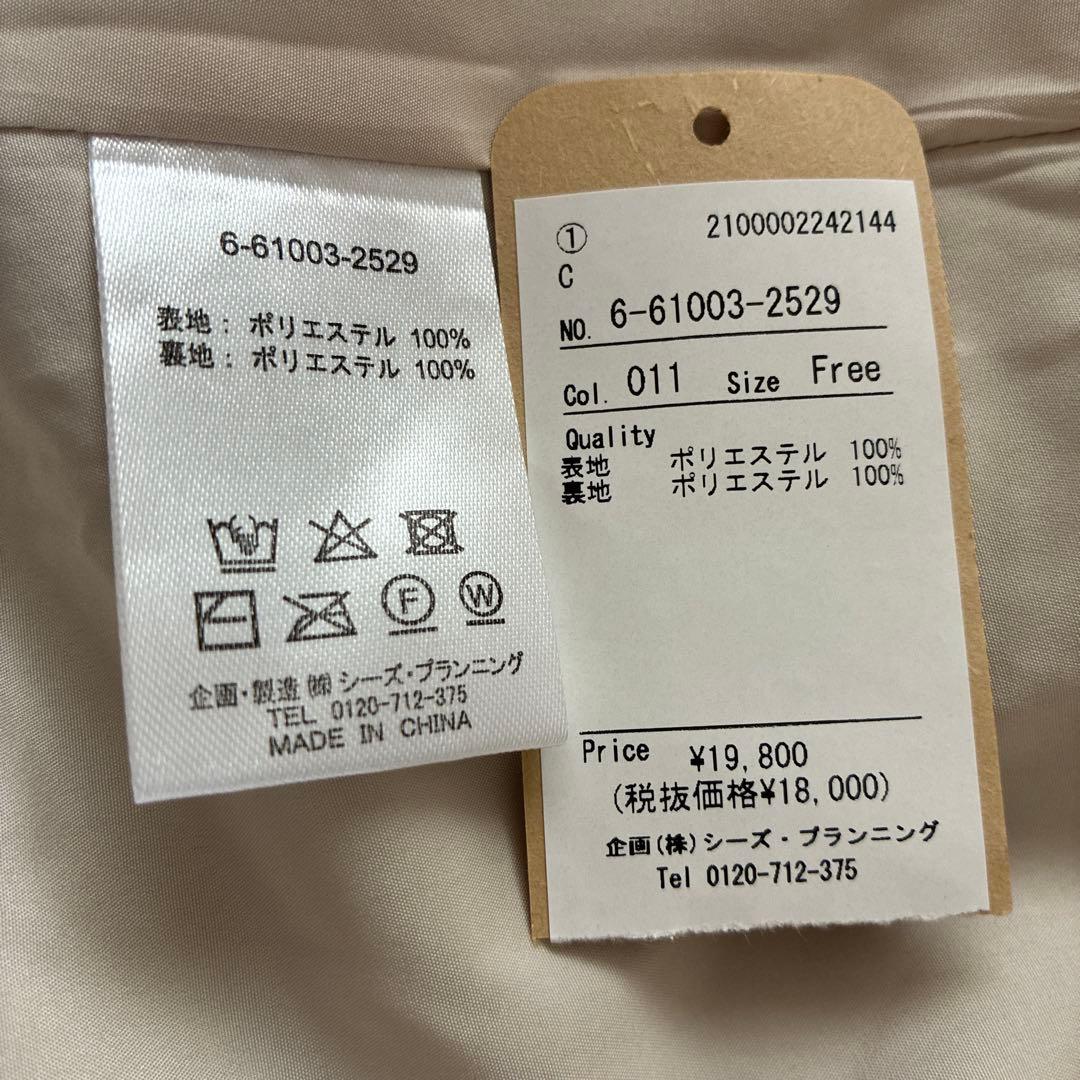 6-61003-2529
表地: ポリエステル 100%
裏地: ポリエステル 100%
F
W
企画・製造 ㈱シーズ・プランニング
TEL 0120-712-375
MADE IN CHINA
① 2100002242144
C
NO. 6-61003-2529
Col. 011 Size Free
Quality
表地 ポリエステル 100%
裏地 ポリエステル 100%
Price ¥19,800
(税抜価格¥18,000)
企画(株)シーズ・プランニング
Tel 0120-712-375